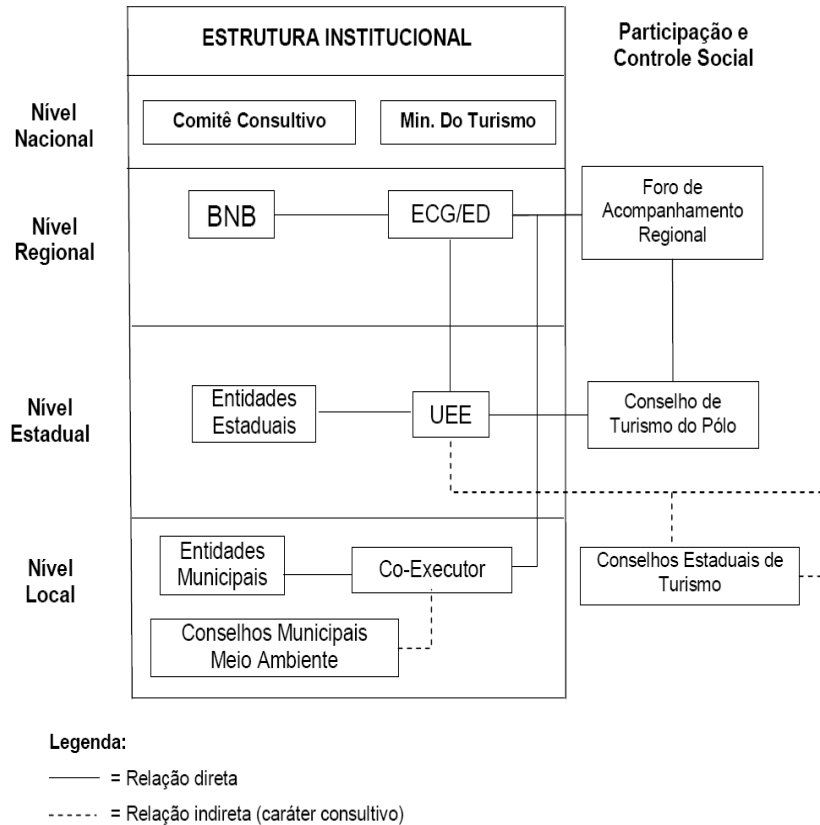 ESTRUTURA INSTITUCIONAL
Participação e
Controle Social
Nível
Nacional
Comitê Consultivo
Min. Do Turismo
Nível
Regional
BNB
ECG/ED
Foro de
Acompanhamento
Regional
Nível
Estadual
Entidades
Estaduais
UEE
Conselho de
Turismo do Pólo
Nível
Local
Entidades
Municipais
Co-Executor
Conselhos Estaduais de
Turismo
Conselhos Municipais
Meio Ambiente
Legenda:
= Relação direta
= Relação indireta (caráter consultivo)